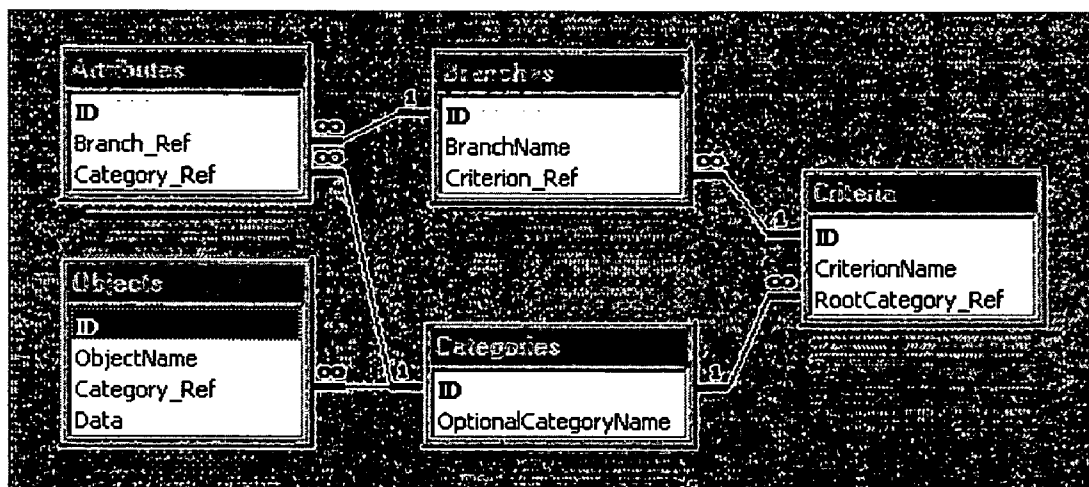 Attributes
ID
Branch_Ref
Category_Ref
Branches
ID
BranchName
Criterion_Ref
Criteria
ID
CriterionName
RootCategory_Ref
Objects
ID
ObjectName
Category_Ref
Data
Categories
ID
OptionalCategoryName
∞
∞
1
∞
1
∞
∞
1
1